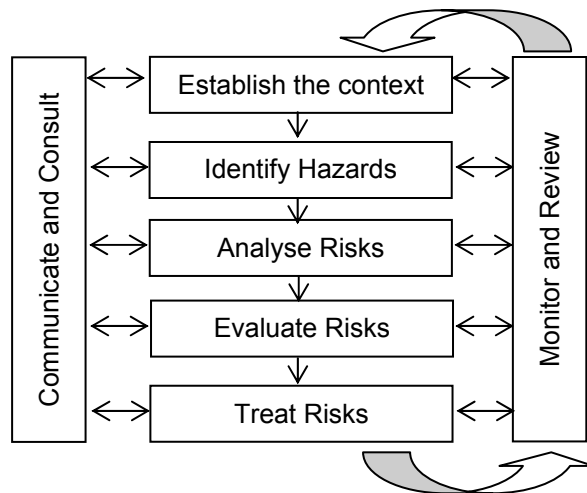 Communicate and Consult
Establish the context
Identify Hazards
Analyse Risks
Evaluate Risks
Treat Risks
Monitor and Review